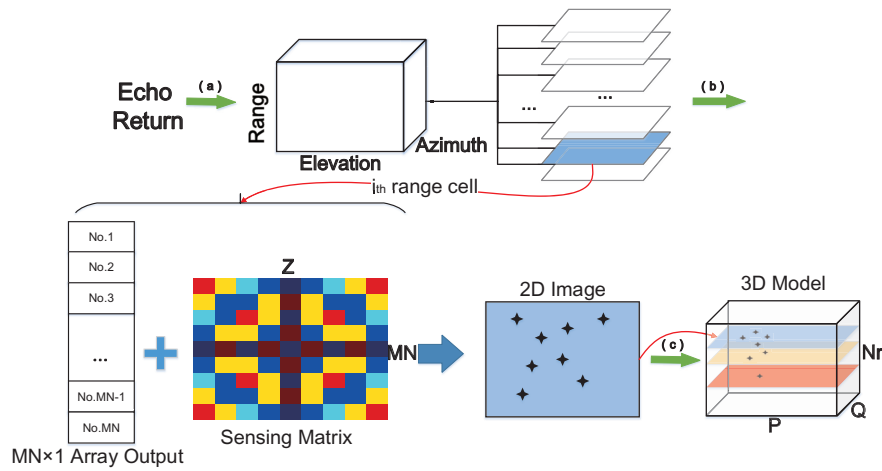 Echo
Return
(a)
Range
Elevation
Azimuth
...
...
(b)
ith range cell
No.1
No.2
No.3
...
No.MN-1
No.MN
MN×1 Array Output
Z
MN
Sensing Matrix
2D Image
(c)
3D Model
Nr
Q
P